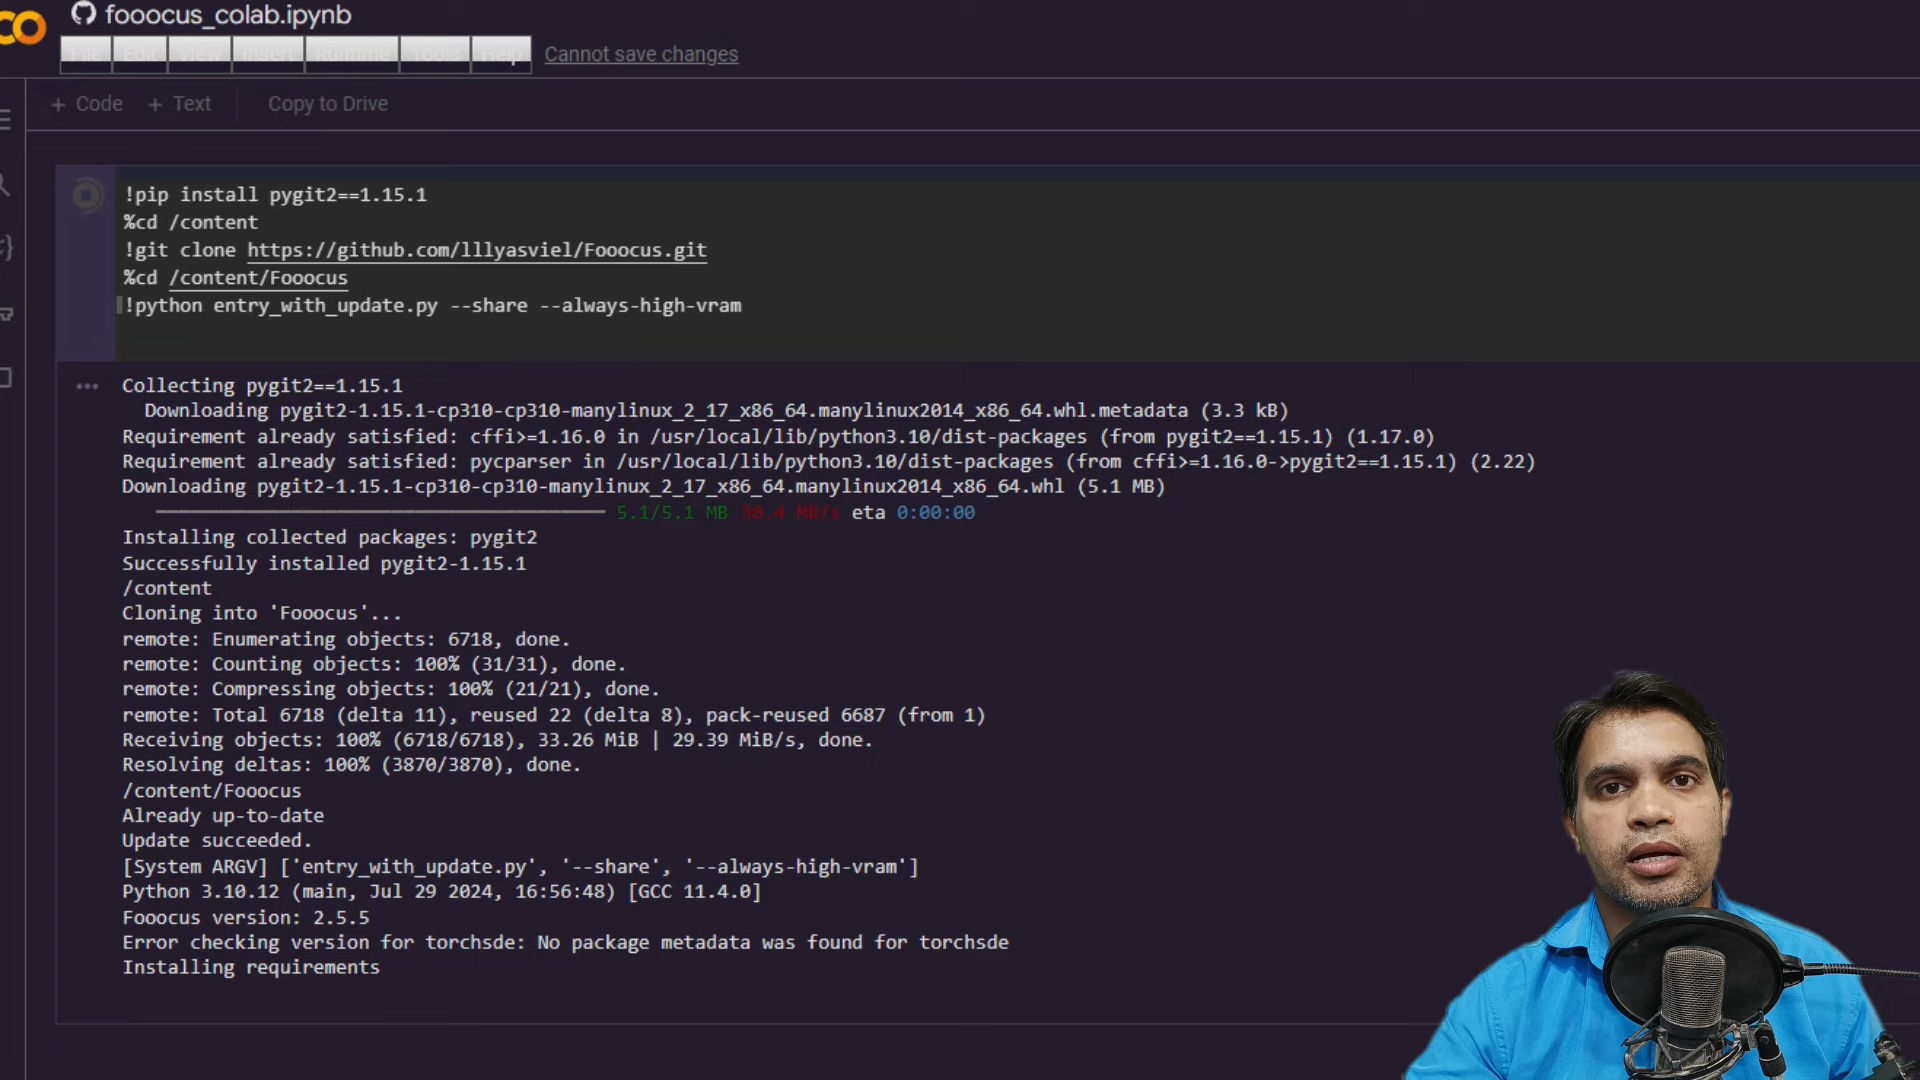 fooocus_colab.ipynb
Cannot save changes
+ Code + Text Copy to Drive
!pip install pygit2==1.15.1
%cd /content
!git clone https://github.com/lllyasviel/Fooocus.git
%cd /content/Fooocus
!python entry_with_update.py --share --always-high-vram
Collecting pygit2==1.15.1
Downloading pygit2-1.15.1-cp310-cp310-manylinux_2_17_x86_64.manylinux2014_x86_64.whl.metadata (3.3 kB)
Requirement already satisfied: cffi>=1.16.0 in /usr/local/lib/python3.10/dist-packages (from pygit2==1.15.1) (1.17.0)
Requirement already satisfied: pycparser in /usr/local/lib/python3.10/dist-packages (from cffi>=1.16.0->pygit2==1.15.1) (2.22)
Downloading pygit2-1.15.1-cp310-cp310-manylinux_2_17_x86_64.manylinux2014_x86_64.whl (5.1 MB)
5.1/5.1 MB 30.4 MB/s eta 0:00:00
Installing collected packages: pygit2
Successfully installed pygit2-1.15.1
/content
Cloning into 'Fooocus'...
remote: Enumerating objects: 6718, done.
remote: Counting objects: 100% (31/31), done.
remote: Compressing objects: 100% (21/21), done.
remote: Total 6718 (delta 11), reused 22 (delta 8), pack-reused 6687 (from 1)
Receiving objects: 100% (6718/6718), 33.26 MiB | 29.39 MiB/s, done.
Resolving deltas: 100% (3870/3870), done.
/content/Fooocus
Already up-to-date
Update succeeded.
[System ARGV] ['entry_with_update.py', '--share', '--always-high-vram']
Python 3.10.12 (main, Jul 29 2024, 16:56:48) [GCC 11.4.0]
Fooocus version: 2.5.5
Error checking version for torchsde: No package metadata was found for torchsde
Installing requirements